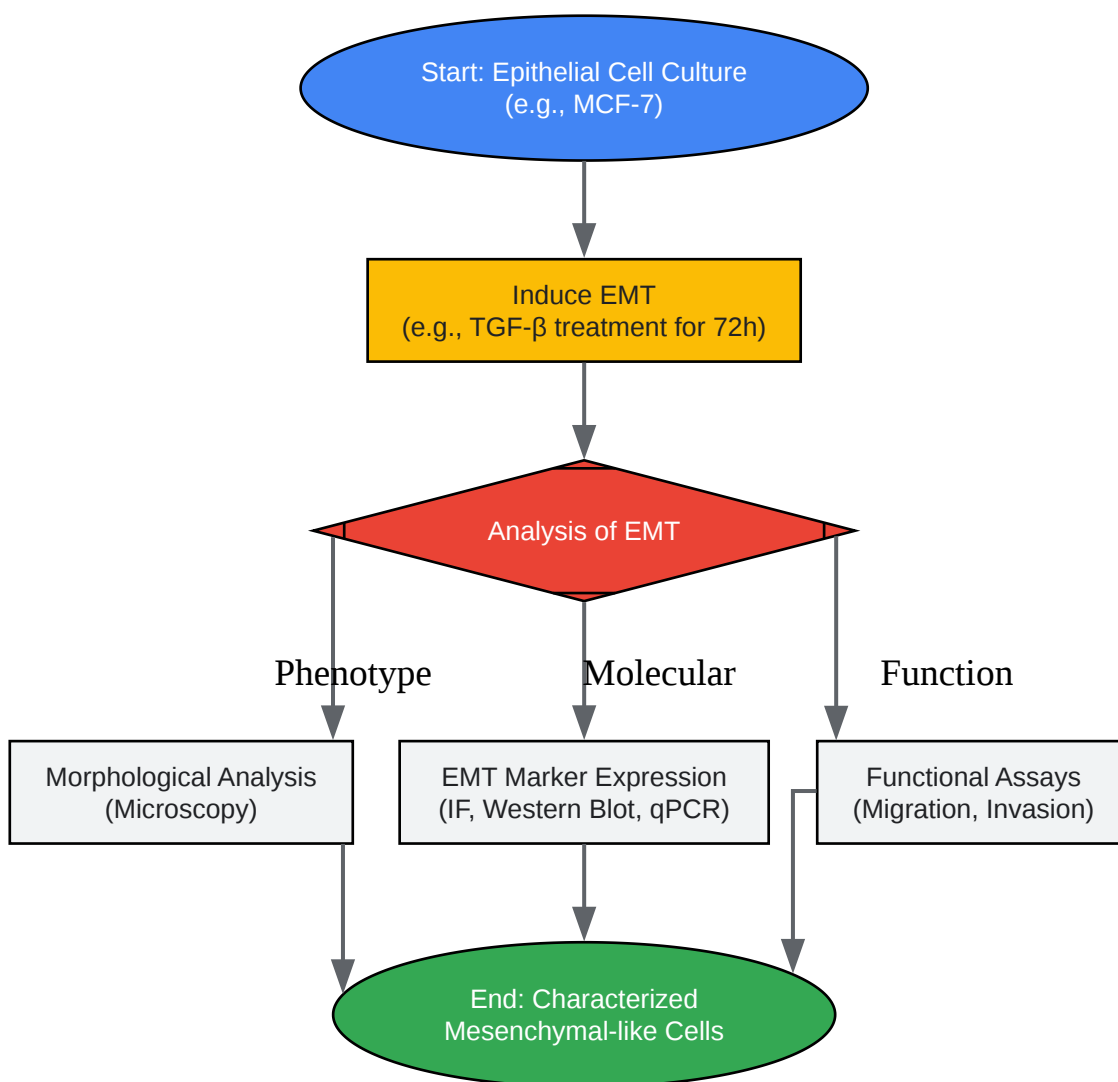 Start: Epithelial Cell Culture
(e.g., MCF-7)
Induce EMT
(e.g., TGF-β treatment for 72h)
Analysis of EMT
Phenotype
Molecular
Function
Morphological Analysis
(Microscopy)
EMT Marker Expression
(IF, Western Blot, qPCR)
Functional Assays
(Migration, Invasion)
End: Characterized
Mesenchymal-like Cells